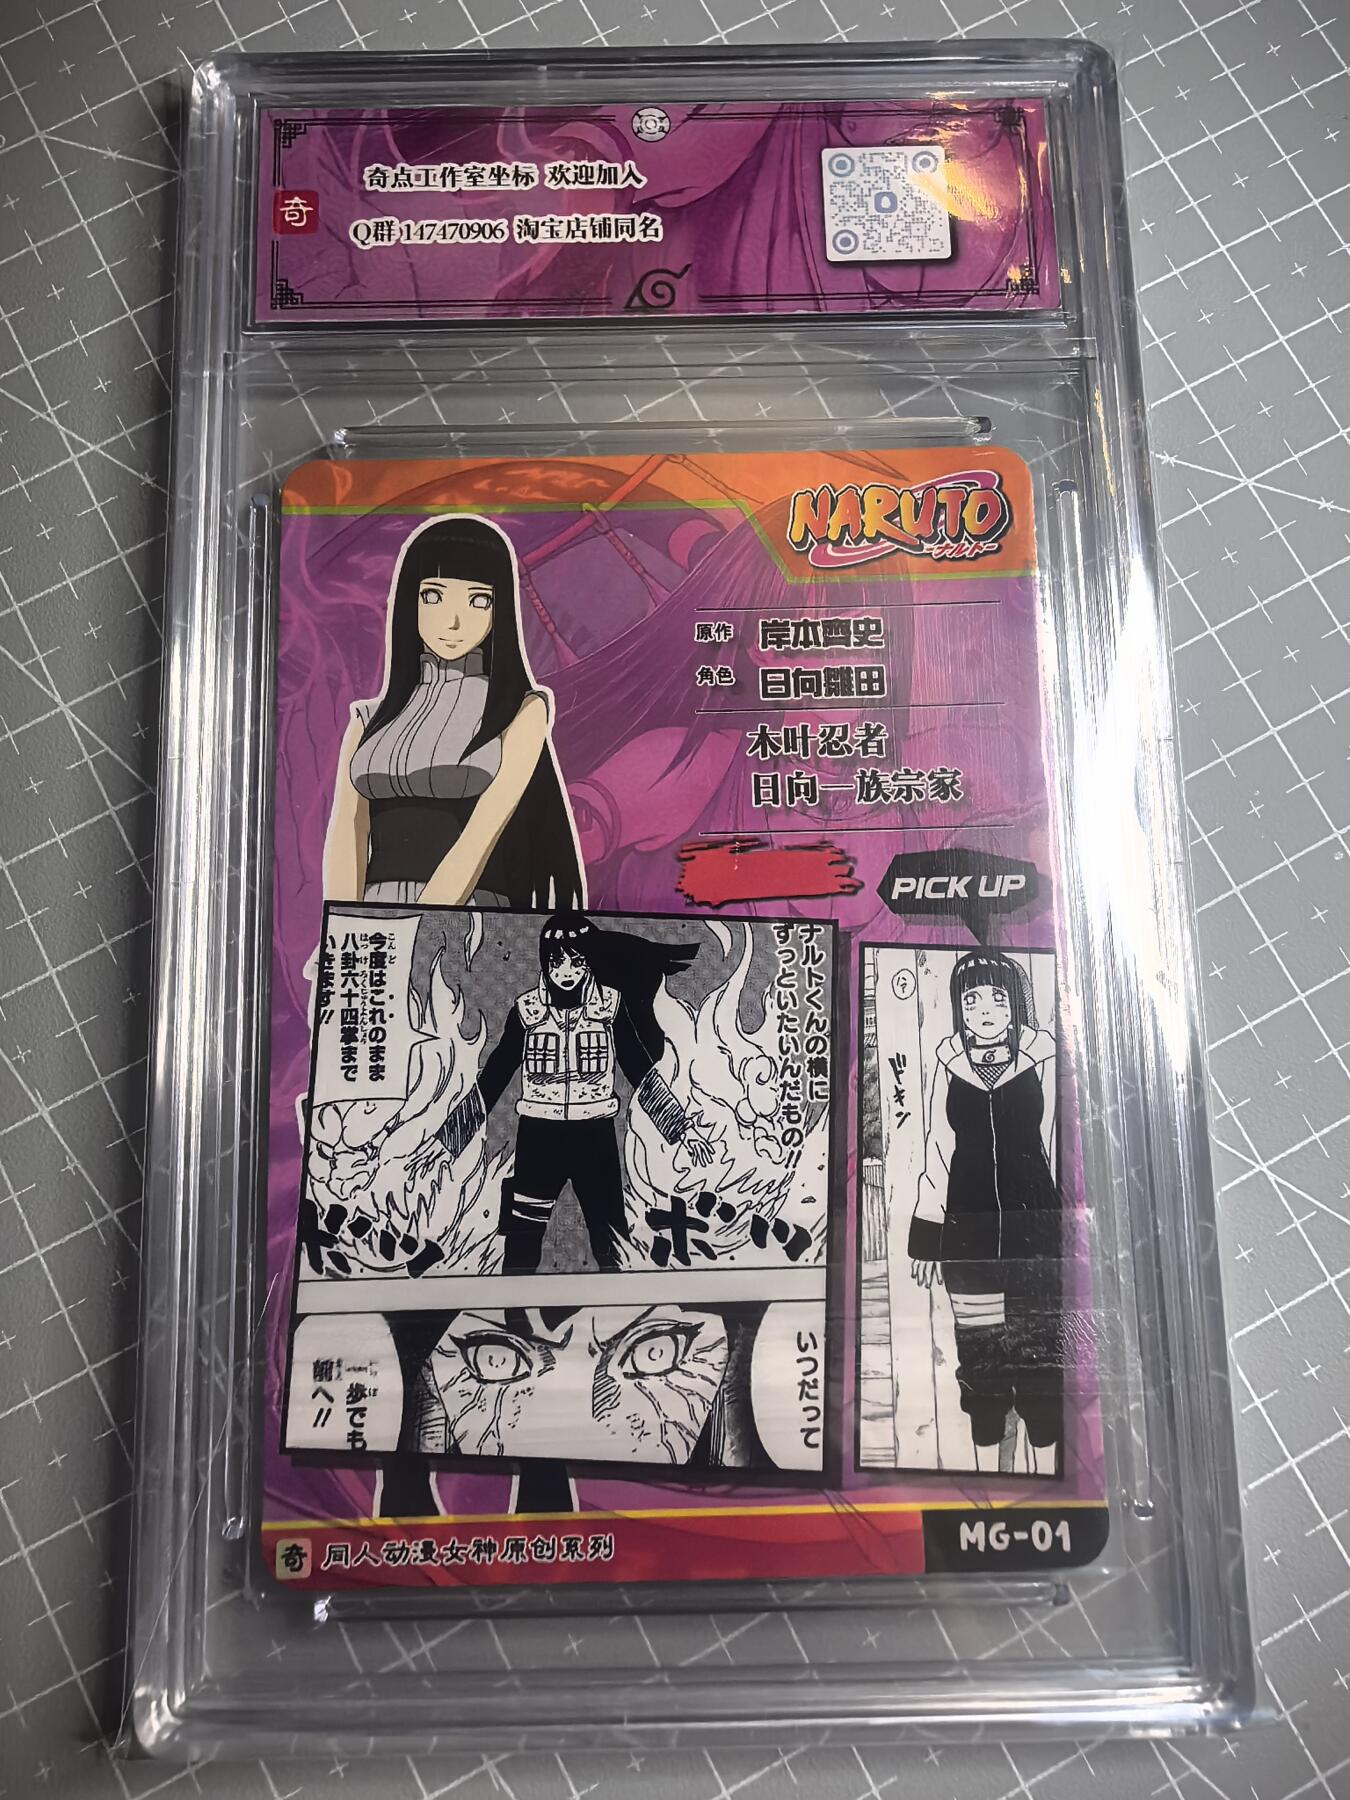 奇点工作室坐标 欢迎加入
奇
Q群 147470906 淘宝店铺同名
NARUTO
-ナルト-
原作 岸本齊史
角色 日向雛田
木叶忍者
日向一族宗家
PICK UP
ナルトくんの横に
ずっといたいんだもの!!
今度はこれのまま
八卦六十四掌まで
いきます!!
ボッ
ボッ
いつだって
一歩でも
前へ!!
!?
ドキン
奇 同人动漫女神原创系列
MG-01